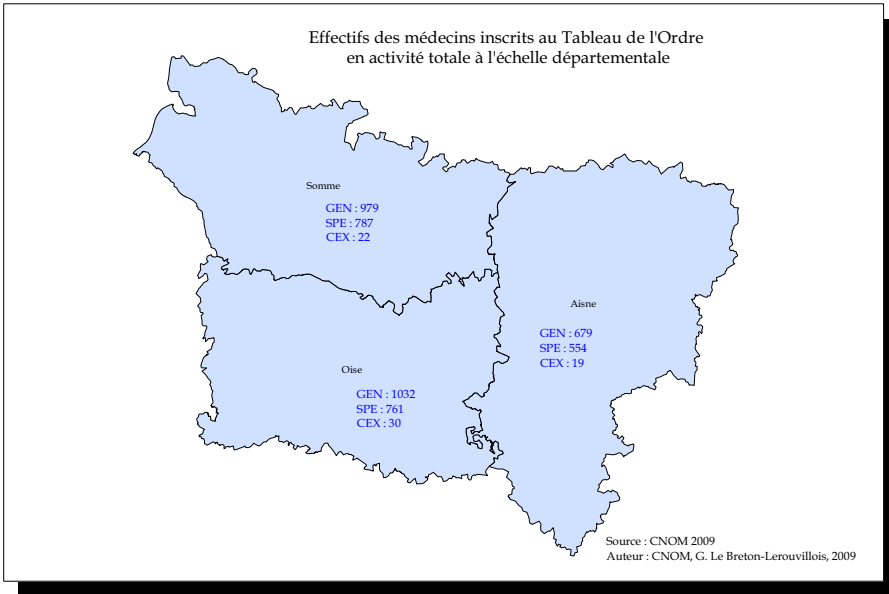 Effectifs des médecins inscrits au Tableau de l'Ordre
en activité totale à l'échelle départementale
Somme
GEN : 979
SPE : 787
CEX : 22
Aisne
GEN : 679
SPE : 554
CEX : 19
Oise
GEN : 1032
SPE : 761
CEX : 30
Source : CNOM 2009
Auteur : CNOM, G. Le Breton-Lerouvillois, 2009